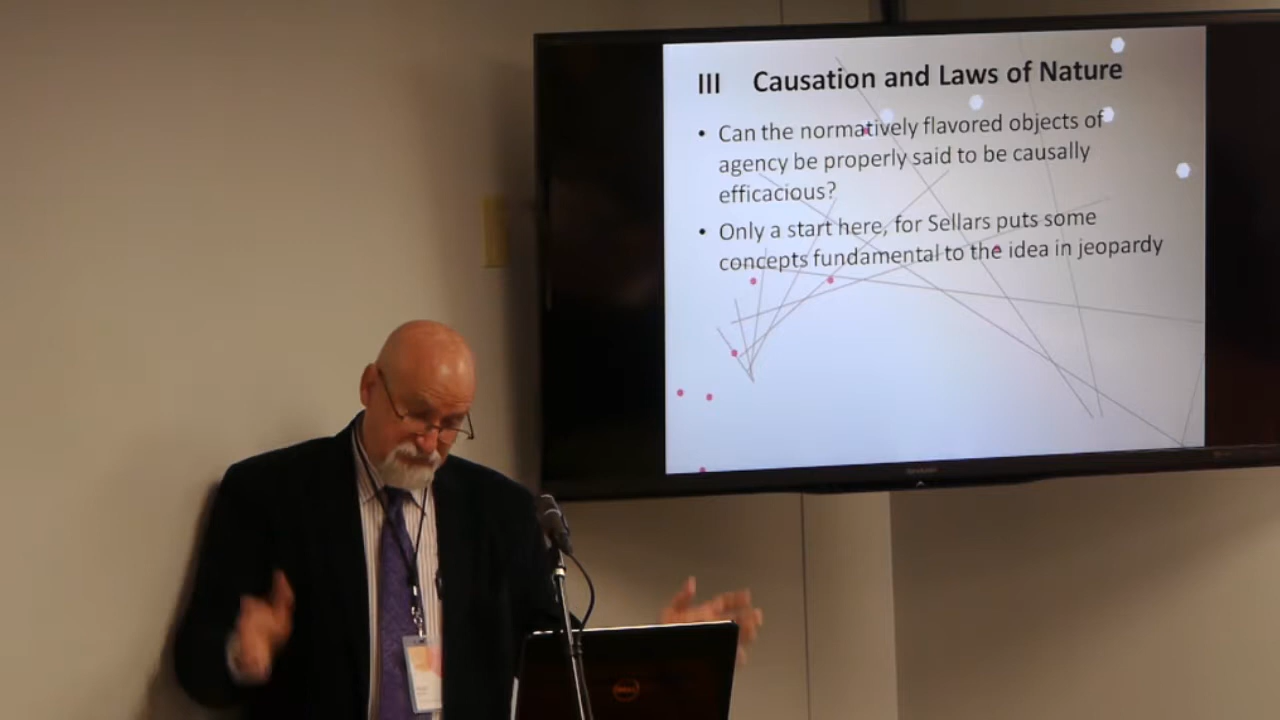 III Causation and Laws of Nature
• Can the normatively flavored objects of
agency be properly said to be causally
efficacious?
• Only a start here, for Sellars puts some
concepts fundamental to the idea in jeopardy
DELL